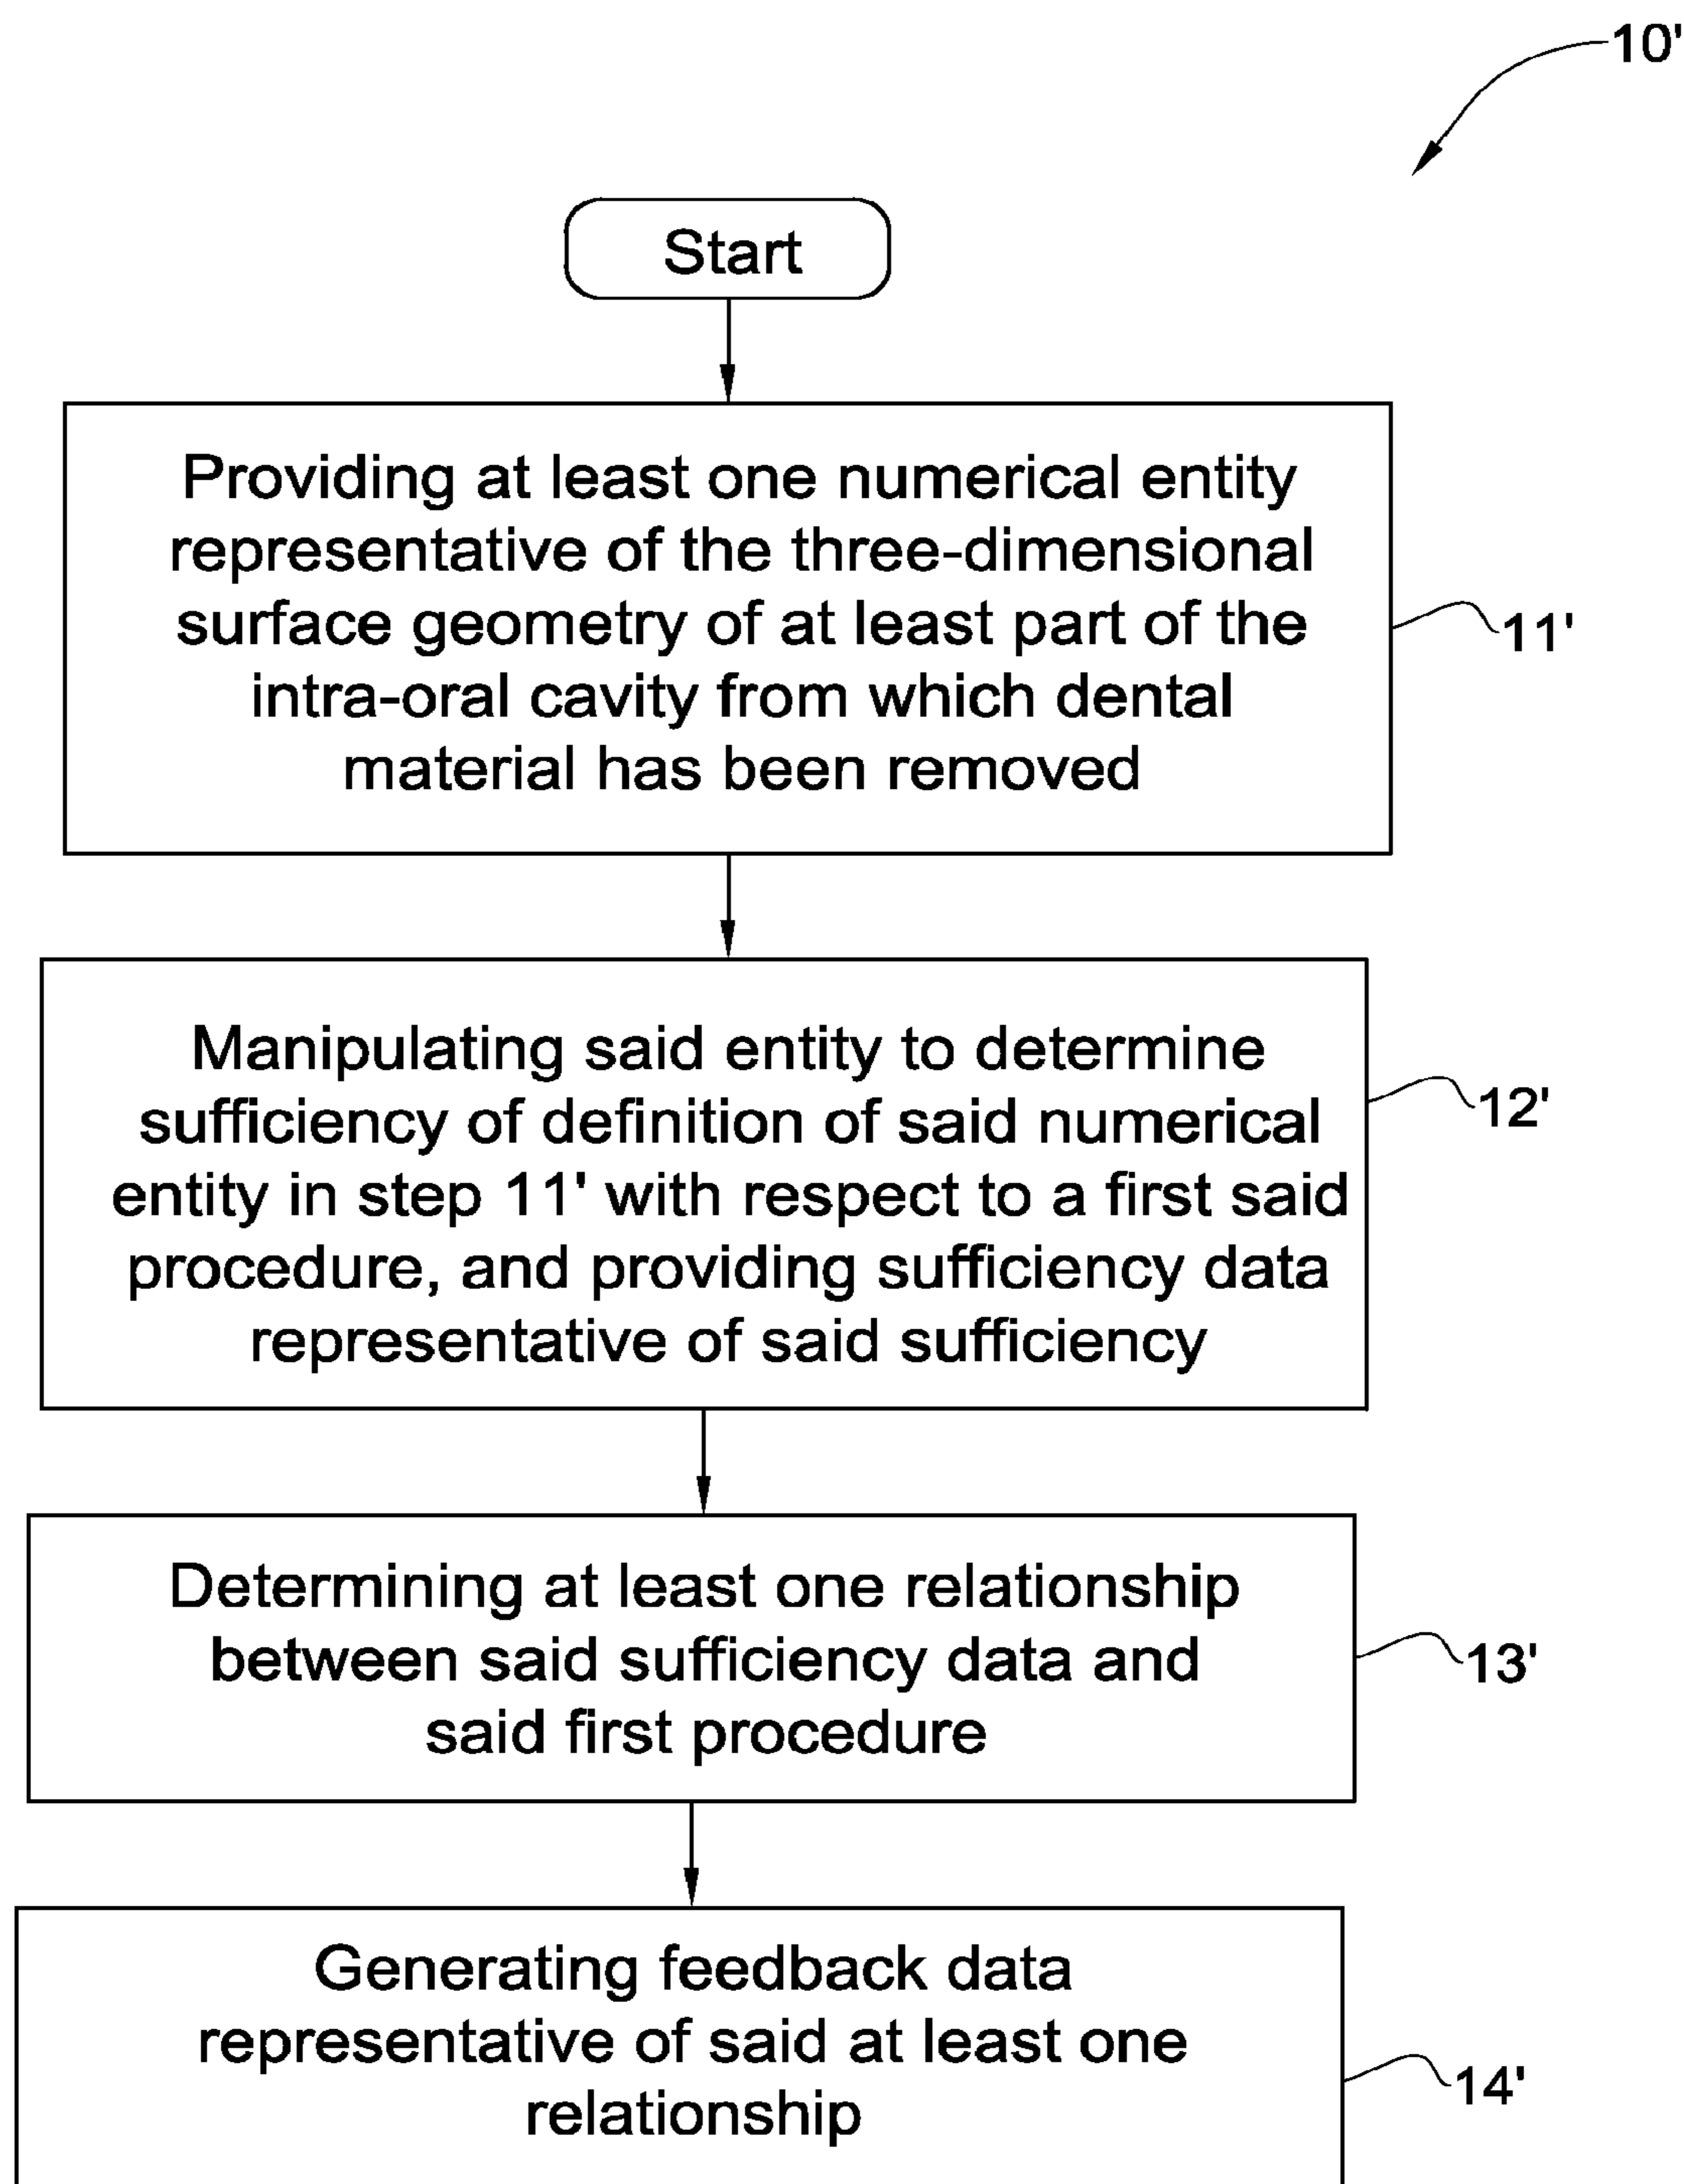 10'
Start
Providing at least one numerical entity
representative of the three-dimensional
surface geometry of at least part of the
intra-oral cavity from which dental
material has been removed
11'
Manipulating said entity to determine
sufficiency of definition of said numerical
entity in step 11' with respect to a first said
procedure, and providing sufficiency data
representative of said sufficiency
12'
Determining at least one relationship
between said sufficiency data and
said first procedure
13'
Generating feedback data
representative of said at least one
relationship
14'